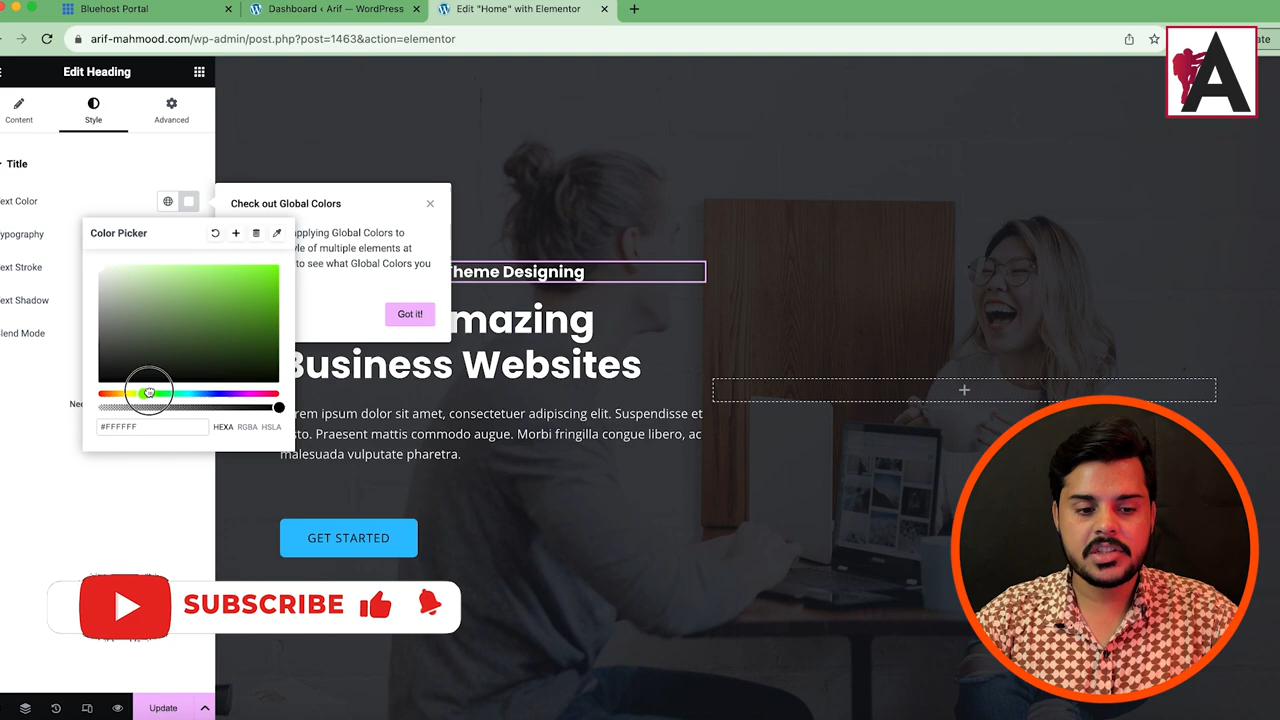 Bluehost Portal
Dashboard ‹ Arif — WordPress
Edit "Home" with Elementor
arif-mahmood.com/wp-admin/post.php?post=1463&action=elementor
A
Edit Heading
Content
Style
Advanced
Title
ext Color
ypography
ext Stroke
ext Shadow
lend Mode
Check out Global Colors
applying Global Colors to
yle of multiple elements at
to see what Global Colors you
Got it!
Color Picker
#FFFFFF
HEXA RGBA HSLA
Theme Designing
mazing
Business Websites
orem ipsum dolor sit amet, consectetuer adipiscing elit. Suspendisse et
usto. Praesent mattis commodo augue. Morbi fringilla congue libero, ac
malesuada vulputate pharetra.
GET STARTED
SUBSCRIBE
Update